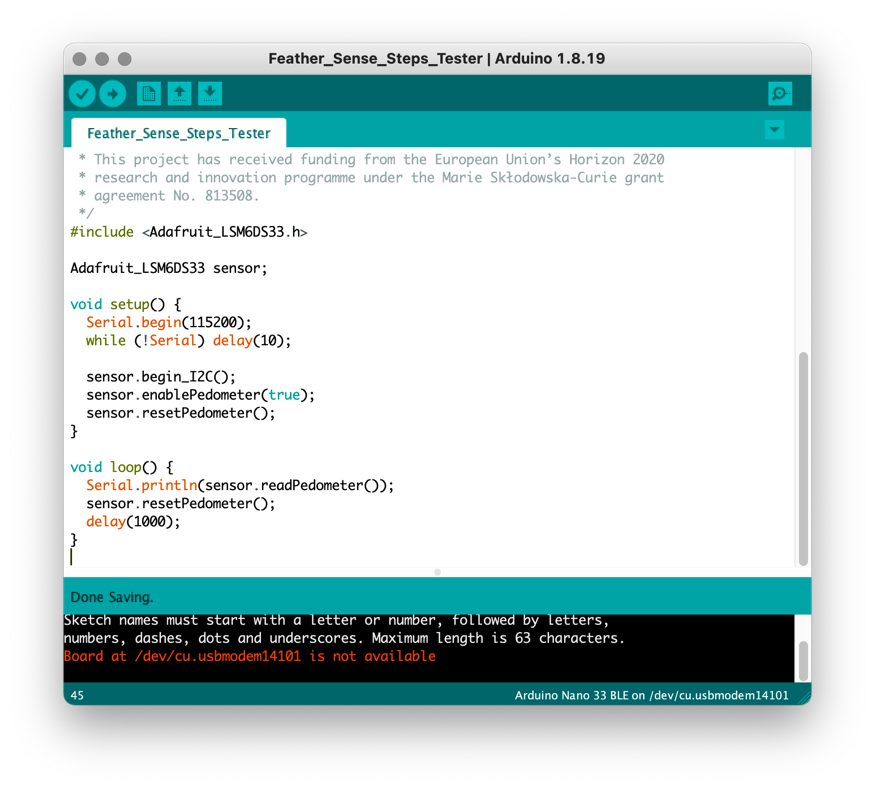 Feather_Sense_Steps_Tester | Arduino 1.8.19
Feather_Sense_Steps_Tester
* This project has received funding from the European Union’s Horizon 2020
* research and innovation programme under the Marie Skłodowska-Curie grant
* agreement No. 813508.
*/
#include <Adafruit_LSM6DS33.h>
Adafruit_LSM6DS33 sensor;
void setup() {
Serial.begin(115200);
while (!Serial) delay(10);
sensor.begin_I2C();
sensor.enablePedometer(true);
sensor.resetPedometer();
}
void loop() {
Serial.println(sensor.readPedometer());
sensor.resetPedometer();
delay(1000);
}
Done Saving.
Sketch names must start with a letter or number, followed by letters,
numbers, dashes, dots and underscores. Maximum length is 63 characters.
Board at /dev/cu.usbmodem14101 is not available
45
Arduino Nano 33 BLE on /dev/cu.usbmodem14101